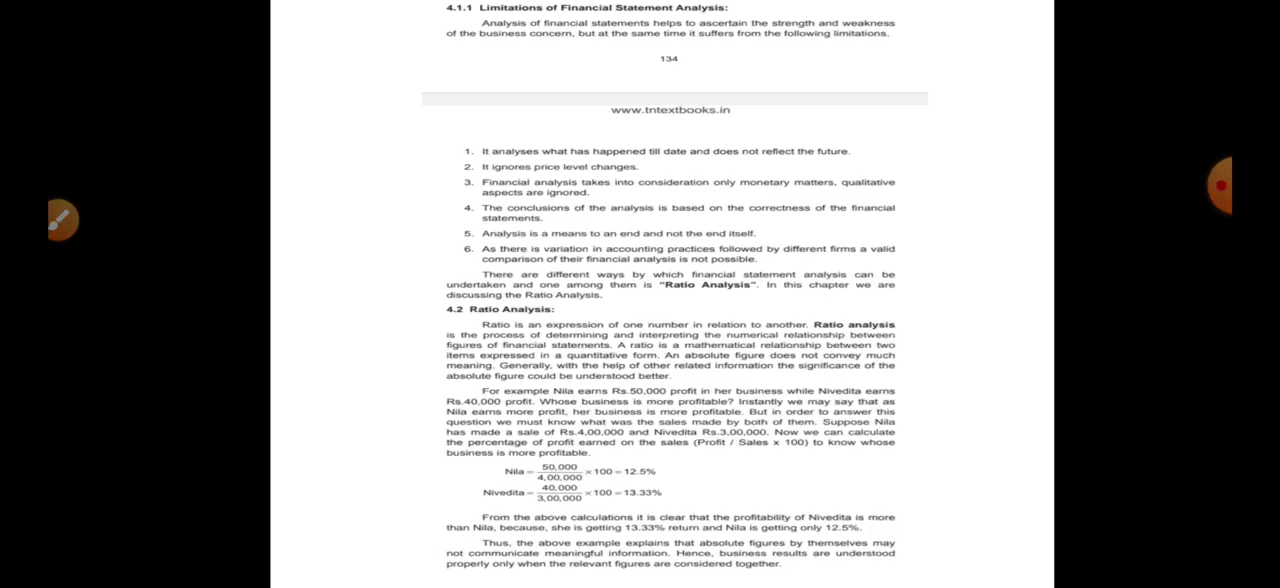 4.1.1 Limitations of Financial Statement Analysis:
Analysis of financial statements helps to ascertain the strength and weakness
of the business concern, but at the same time it suffers from the following limitations.
134
www.tntextbooks.in
1. It analyses what has happened till date and does not reflect the future.
2. It ignores price level changes.
3. Financial analysis takes into consideration only monetary matters, qualitative
aspects are ignored.
4. The conclusions of the analysis is based on the correctness of the financial
statements.
5. Analysis is a means to an end and not the end itself.
6. As there is variation in accounting practices followed by different firms a valid
comparison of their financial analysis is not possible.
There are different ways by which financial statement analysis can be
undertaken and one among them is "Ratio Analysis". In this chapter we are
discussing the Ratio Analysis.
4.2 Ratio Analysis:
Ratio is an expression of one number in relation to another. Ratio analysis
is the process of determining and interpreting the numerical relationship between
figures of financial statements. A ratio is a mathematical relationship between two
items expressed in a quantitative form. An absolute figure does not convey much
meaning. Generally, with the help of other related information the significance of the
absolute figure could be understood better.
For example Nila earns Rs.50,000 profit in her business while Nivedita earns
Rs.40,000 profit. Whose business is more profitable? Instantly we may say that as
Nila earns more profit, her business is more profitable. But in order to answer this
question we must know what was the sales made by both of them. Suppose Nila
has made a sale of Rs.4,00,000 and Nivedita Rs.3,00,000. Now we can calculate
the percentage of profit earned on the sales (Profit / Sales x 100) to know whose
business is more profitable.
Nila = 50,000 / 4,00,000 × 100 = 12.5%
Nivedita = 40,000 / 3,00,000 × 100 = 13.33%
From the above calculations it is clear that the profitability of Nivedita is more
than Nila, because, she is getting 13.33% return and Nila is getting only 12.5%.
Thus, the above example explains that absolute figures by themselves may
not communicate meaningful information. Hence, business results are understood
properly only when the relevant figures are considered together.